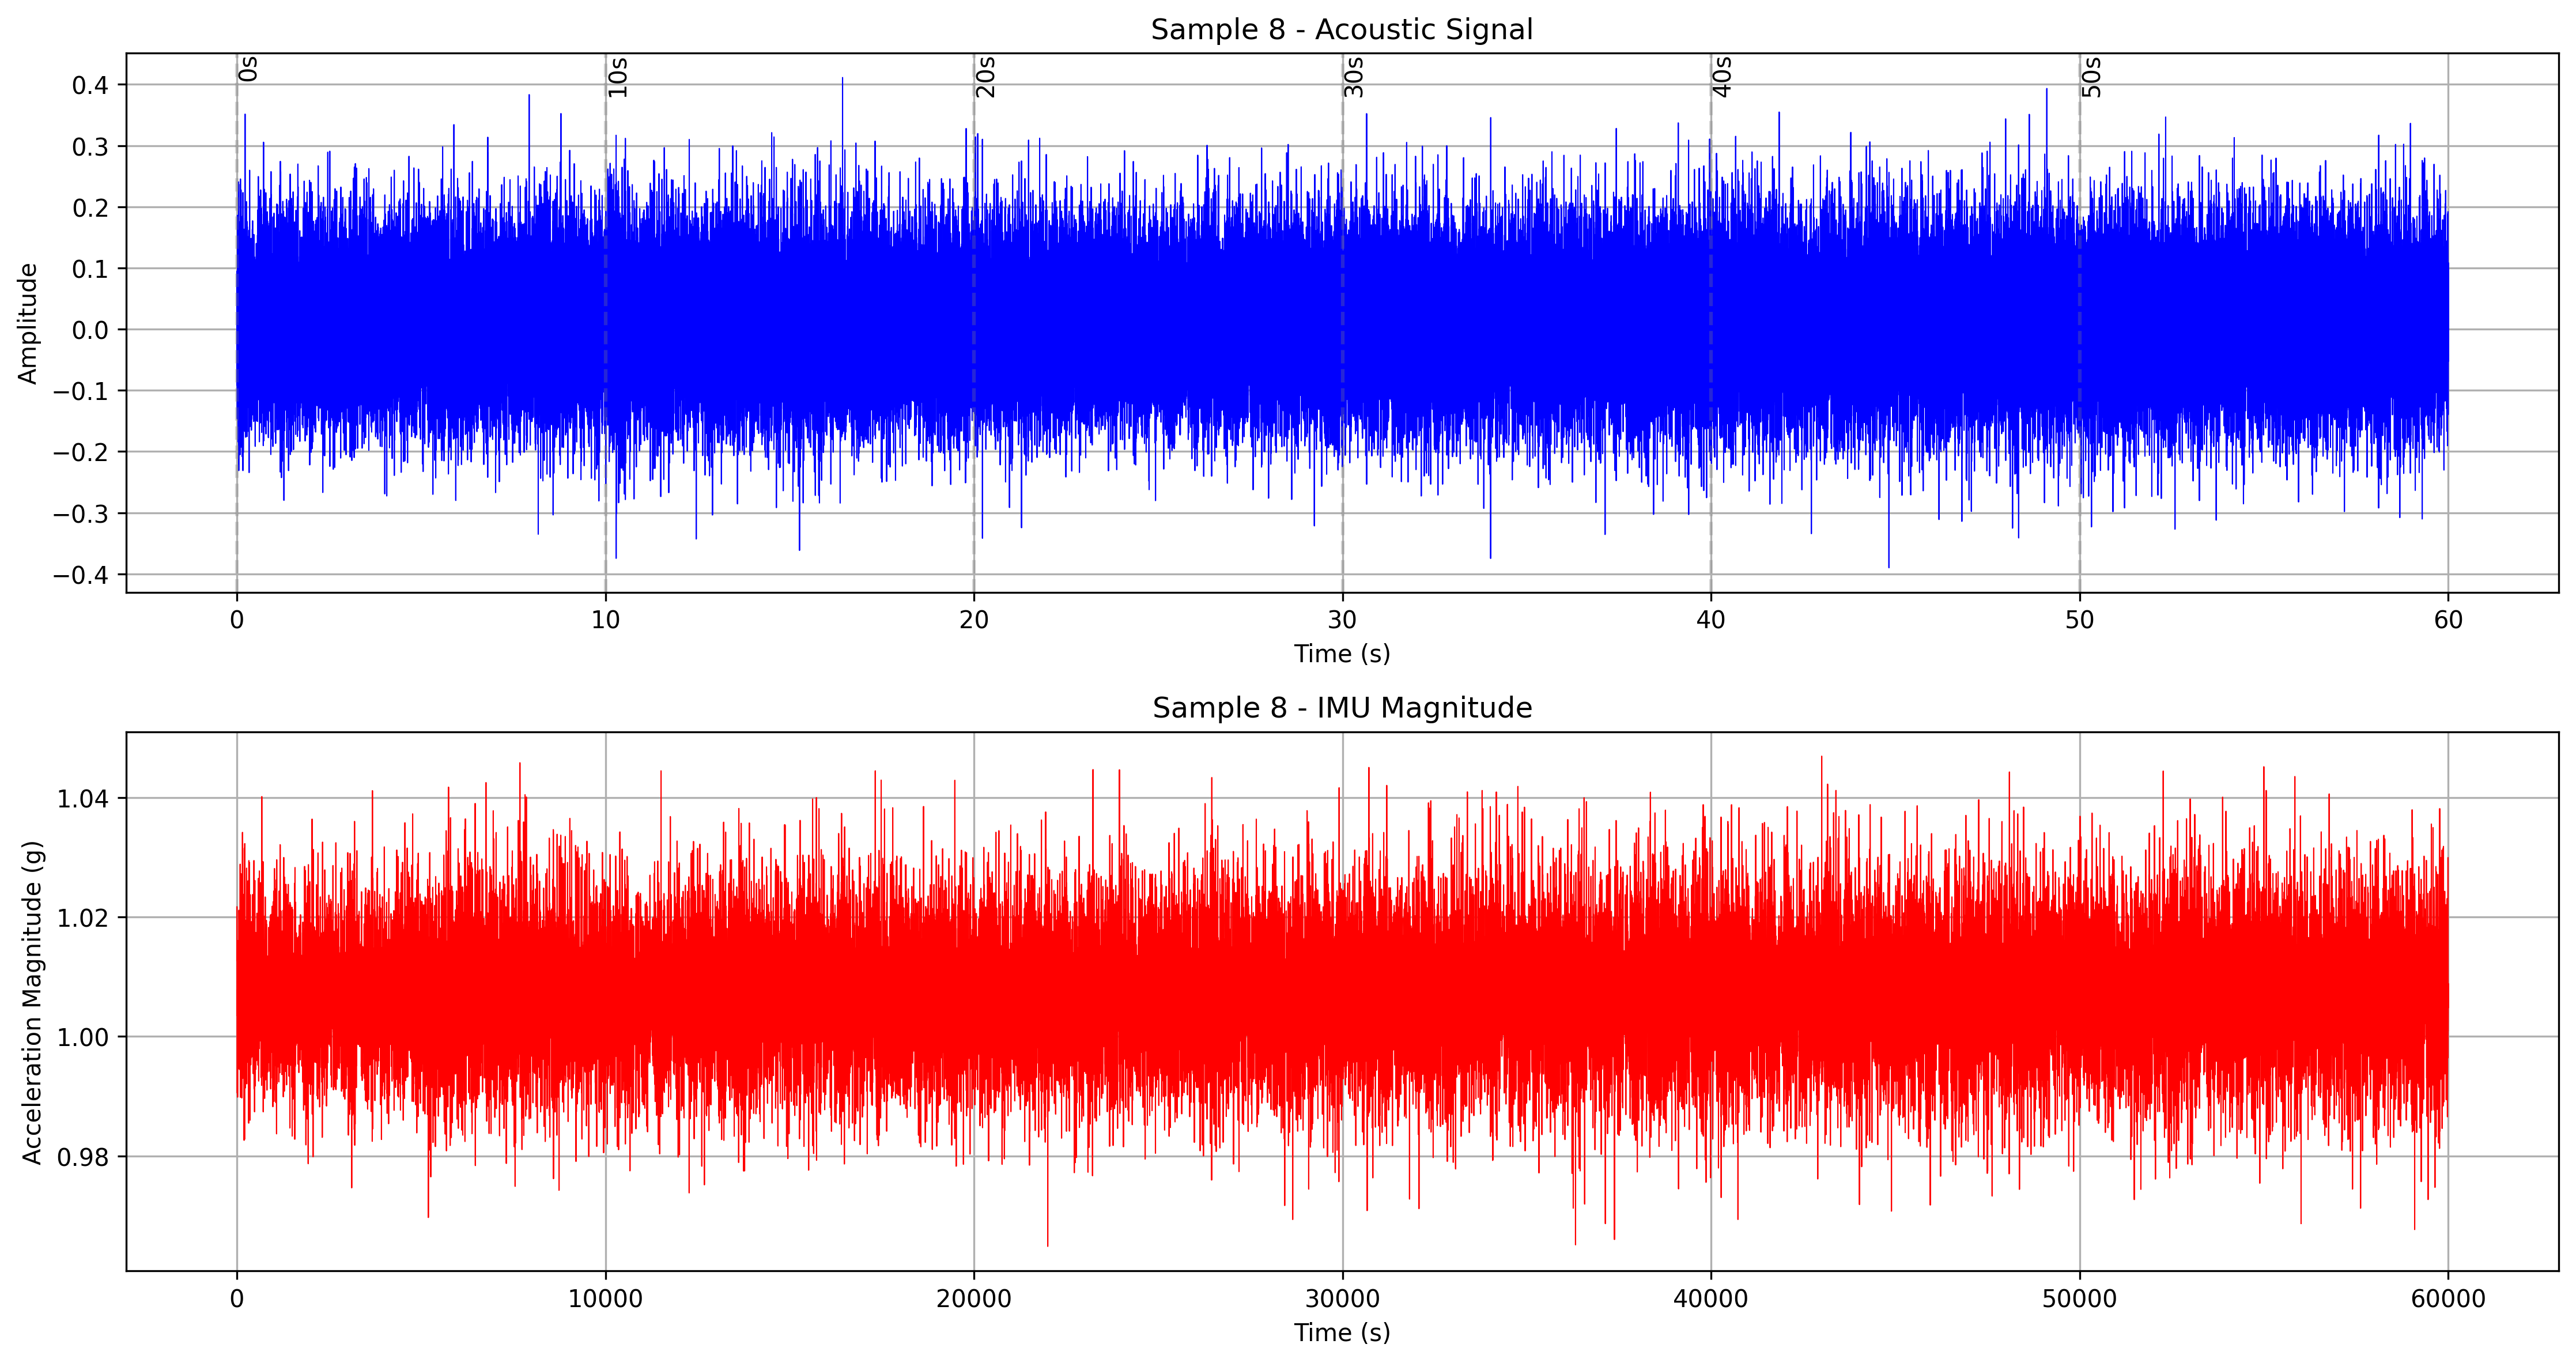 Sample 8 - Acoustic Signal
0s 10s 20s 30s 40s 50s
Amplitude
0.4
0.3
0.2
0.1
0.0
−0.1
−0.2
−0.3
−0.4
0 10 20 30 40 50 60
Time (s)
Sample 8 - IMU Magnitude
Acceleration Magnitude (g)
1.04
1.02
1.00
0.98
0 10000 20000 30000 40000 50000 60000
Time (s)